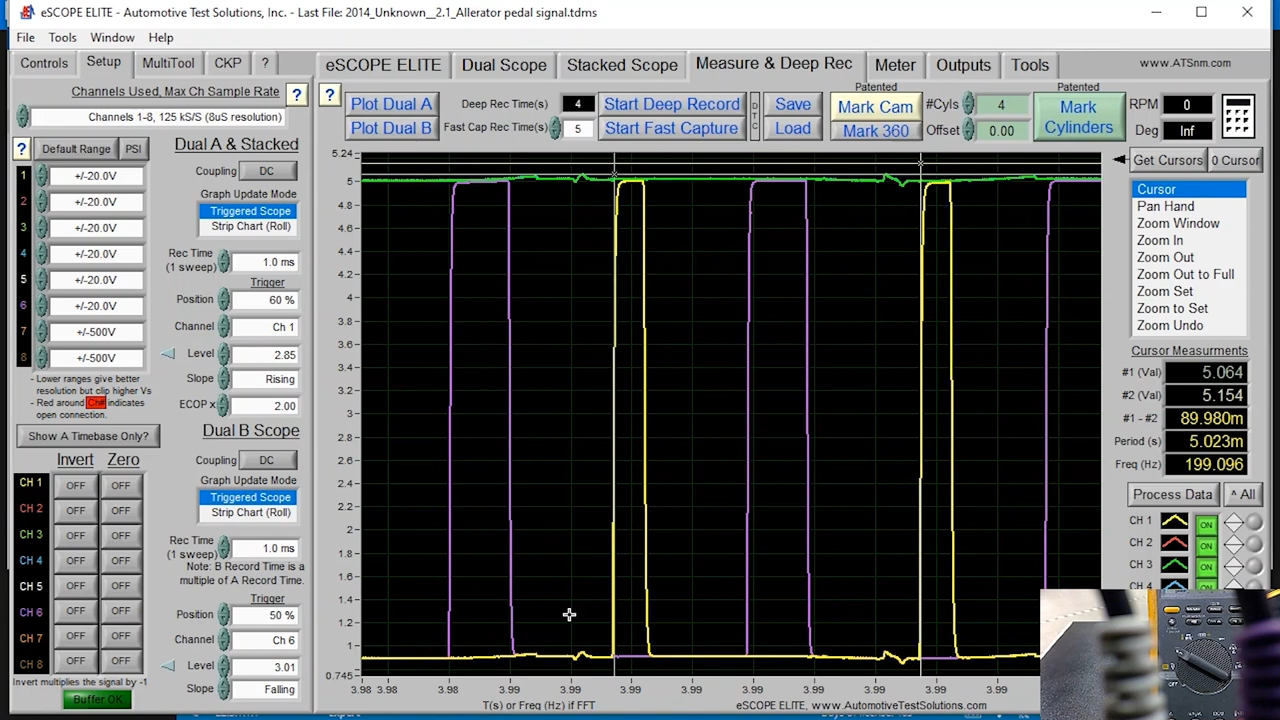 eSCOPE ELITE - Automotive Test Solutions, Inc. - Last File: 2014_Unknown__2.1_Allerator pedal signal.tdms
File Tools Window Help
Controls Setup MultiTool CKP ?
eSCOPE ELITE Dual Scope Stacked Scope Measure & Deep Rec Meter Outputs Tools www.ATSnm.com
Channels Used, Max Ch Sample Rate ?
Channels 1-8, 125 kS/S (8uS resolution)
? Default Range PSI
1 +/-20.0V
2 +/-20.0V
3 +/-20.0V
4 +/-20.0V
5 +/-20.0V
6 +/-20.0V
7 +/-500V
8 +/-500V
- Lower ranges give better
resolution but clip higher Vs
- Red around Ch# indicates
open connection.
Show A Timebase Only?
Invert Zero
CH 1 OFF OFF
CH 2 OFF OFF
CH 3 OFF OFF
CH 4 OFF OFF
CH 5 OFF OFF
CH 6 OFF OFF
CH 7 OFF OFF
CH 8 OFF OFF
Invert multiplies the signal by -1
Buffer OK
Dual A & Stacked
Coupling DC
Graph Update Mode
Triggered Scope
Strip Chart (Roll)
Rec Time
(1 sweep) 1.0 ms
Trigger
Position 60 %
Channel Ch 1
Level 2.85
Slope Rising
ECOP x 2.00
Dual B Scope
Coupling DC
Graph Update Mode
Triggered Scope
Strip Chart (Roll)
Rec Time
(1 sweep) 1.0 ms
Note: B Record Time is a
multiple of A Record Time.
Trigger
Position 50 %
Channel Ch 6
Level 3.01
Slope Falling
? Plot Dual A Deep Rec Time(s) 4 Start Deep Record DTC Save
Plot Dual B Fast Cap Rec Time(s) 5 Start Fast Capture Load
Patented
Mark Cam
Mark 360
#Cyls 4
Offset 0.00
Patented
Mark
Cylinders
RPM 0
Deg Inf
5.24
5
4.8
4.6
4.4
4.2
4
3.8
3.6
3.4
3.2
3
2.8
2.6
2.4
2.2
2
1.8
1.6
1.4
1.2
1
0.745
3.98 3.98 3.98 3.99 3.99 3.99 3.99 3.99 3.99 3.99
T(s) or Freq (Hz) if FFT
eSCOPE ELITE, www.AutomotiveTestSolutions.com
Get Cursors 0 Cursor
Cursor
Pan Hand
Zoom Window
Zoom In
Zoom Out
Zoom Out to Full
Zoom Set
Zoom to Set
Zoom Undo
Cursor Measurments
#1 (Val) 5.064
#2 (Val) 5.154
#1 - #2 89.980m
Period (s) 5.023m
Freq (Hz) 199.096
Process Data ^ All
CH 1 ON
CH 2 ON
CH 3 ON
CH 4